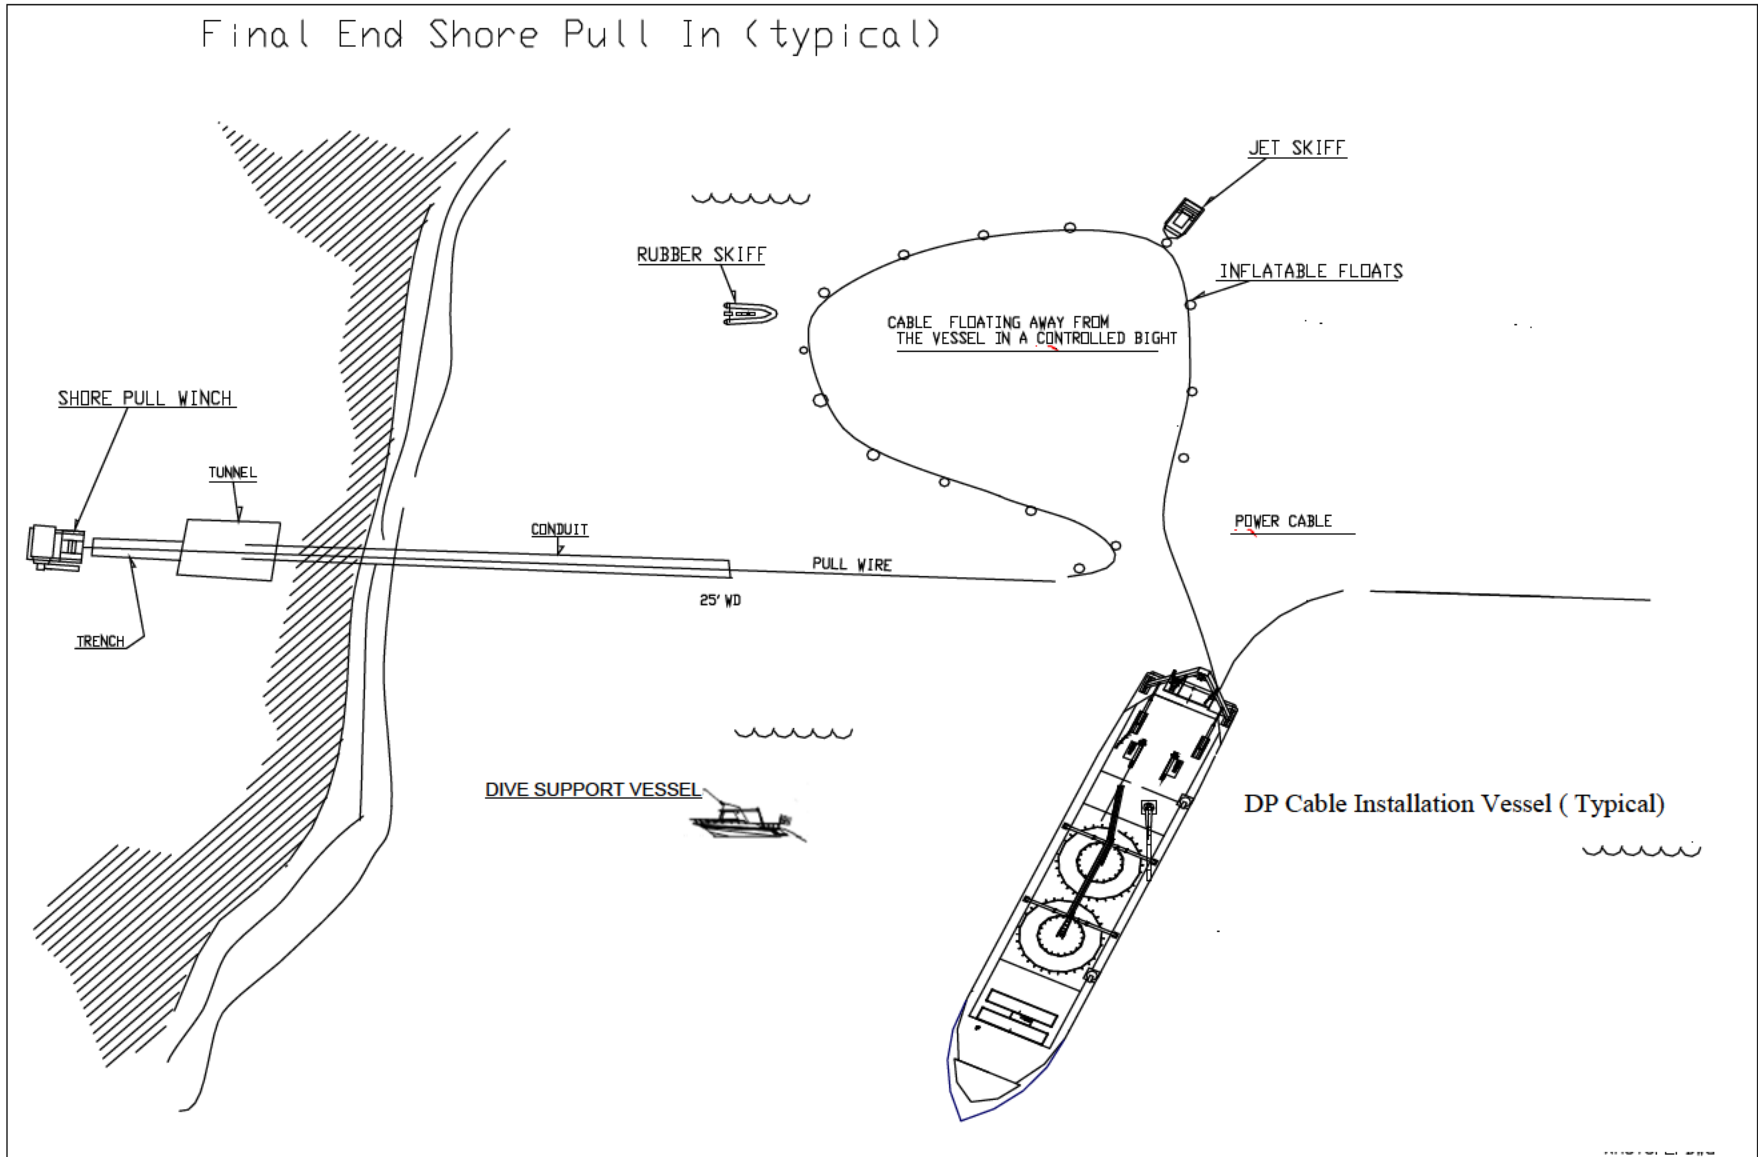 Final End Shore Pull In (typical)
JET SKIFF
RUBBER SKIFF
INFLATABLE FLOATS
CABLE FLOATING AWAY FROM
THE VESSEL IN A CONTROLLED BIGHT
SHORE PULL WINCH
TUNNEL
CONDUIT
POWER CABLE
PULL WIRE
25' WD
TRENCH
DIVE SUPPORT VESSEL
DP Cable Installation Vessel ( Typical)